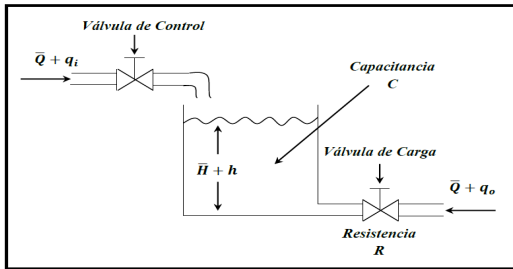 Válvula de Control
Q̅ + qᵢ
Capacitancia
C
H̅ + h
Válvula de Carga
Q̅ + qₒ
Resistencia
R